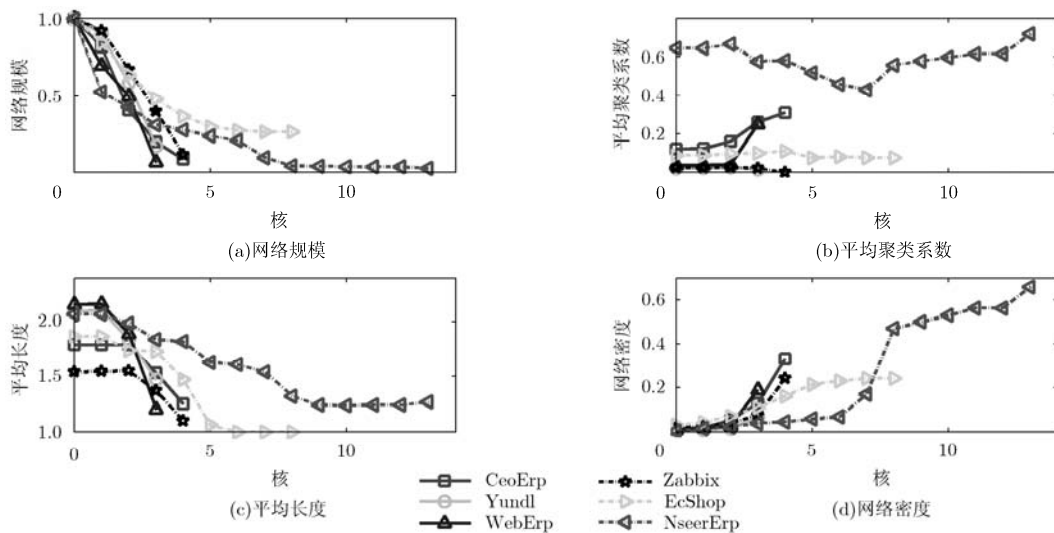 1.0
0.5
0
5
10
网络规模
核
(a)网络规模
0.6
0.4
0.2
0
5
10
平均聚类系数
核
(b)平均聚类系数
2.0
1.5
1.0
0
5
10
平均长度
核
(c)平均长度
0.6
0.4
0.2
0
5
10
网络密度
核
(d)网络密度
CeoErp
Yundl
WebErp
Zabbix
EcShop
NseerErp